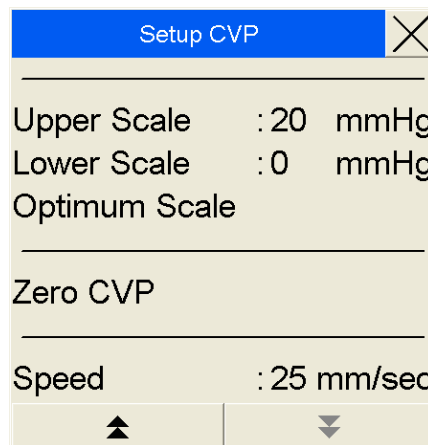 Setup CVP
Upper Scale : 20 mmHg
Lower Scale : 0 mmHg
Optimum Scale
Zero CVP
Speed : 25 mm/sec